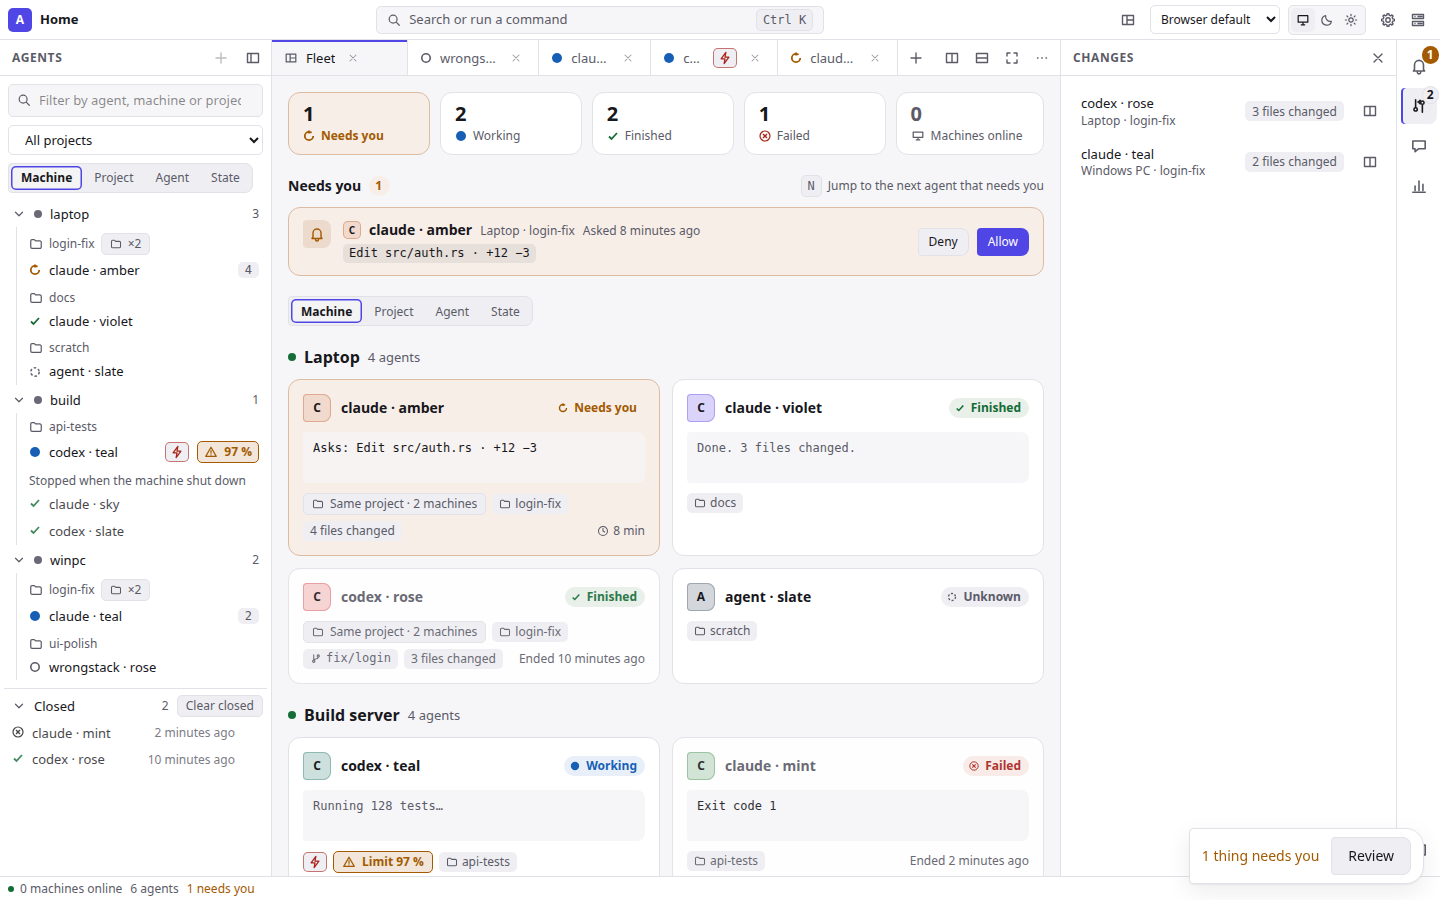 A Home
Search or run a command Ctrl K
Browser default
AGENTS
Filter by agent, machine or projec
All projects
Machine Project Agent State
laptop 3
login-fix ×2
claude · amber 4
docs
claude · violet
scratch
agent · slate
build 1
api-tests
codex · teal 97 %
Stopped when the machine shut down
claude · sky
codex · slate
winpc 2
login-fix ×2
claude · teal 2
ui-polish
wrongstack · rose
Closed 2 Clear closed
claude · mint 2 minutes ago
codex · rose 10 minutes ago
Fleet wrongs... clau... c... claud...
1 Needs you
2 Working
2 Finished
1 Failed
0 Machines online
Needs you 1 N Jump to the next agent that needs you
C claude · amber Laptop · login-fix Asked 8 minutes ago
Edit src/auth.rs · +12 −3
Deny Allow
Machine Project Agent State
Laptop 4 agents
C claude · amber Needs you
Asks: Edit src/auth.rs · +12 −3
Same project · 2 machines login-fix
4 files changed 8 min
C claude · violet Finished
Done. 3 files changed.
docs
C codex · rose Finished
Same project · 2 machines login-fix
fix/login 3 files changed Ended 10 minutes ago
A agent · slate Unknown
scratch
Build server 4 agents
C codex · teal Working
Running 128 tests…
Limit 97 % api-tests
C claude · mint Failed
Exit code 1
api-tests Ended 2 minutes ago
CHANGES
codex · rose 3 files changed
Laptop · login-fix
claude · teal 2 files changed
Windows PC · login-fix
1
2
1 thing needs you Review
0 machines online 6 agents 1 needs you